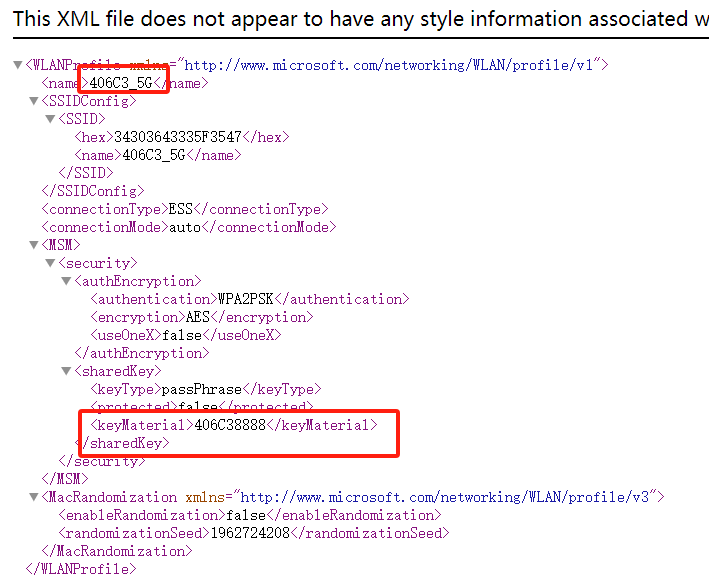 This XML file does not appear to have any style information associated w
<WLANProfile xmlns="http://www.microsoft.com/networking/WLAN/profile/v1">
<name>406C3_5G</name>
<SSIDConfig>
<SSID>
<hex>34303643335F3547</hex>
<name>406C3_5G</name>
</SSID>
</SSIDConfig>
<connectionType>ESS</connectionType>
<connectionMode>auto</connectionMode>
<MSM>
<security>
<authEncryption>
<authentication>WPA2PSK</authentication>
<encryption>AES</encryption>
<useOneX>false</useOneX>
</authEncryption>
<sharedKey>
<keyType>passPhrase</keyType>
<protected>false</protected>
<keyMaterial>406C38888</keyMaterial>
</sharedKey>
</security>
</MSM>
<MacRandomization xmlns="http://www.microsoft.com/networking/WLAN/profile/v3">
<enableRandomization>false</enableRandomization>
<randomizationSeed>1962724208</randomizationSeed>
</MacRandomization>
</WLANProfile>